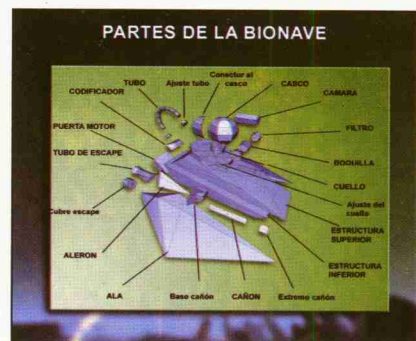 PARTES DE LA BIONAVE
TUBO
Ajuste tubo
Conector al
casco
CASCO
CODIFICADOR
CAMARA
PUERTA MOTOR
FILTRO
TUBO DE ESCAPE
BOQUILLA
CUELLO
Cubre escape
Ajuste del
cuello
ESTRUCTURA
SUPERIOR
ALERON
ESTRUCTURA
INFERIOR
ALA
Base cañón
CAÑON
Extremo cañón